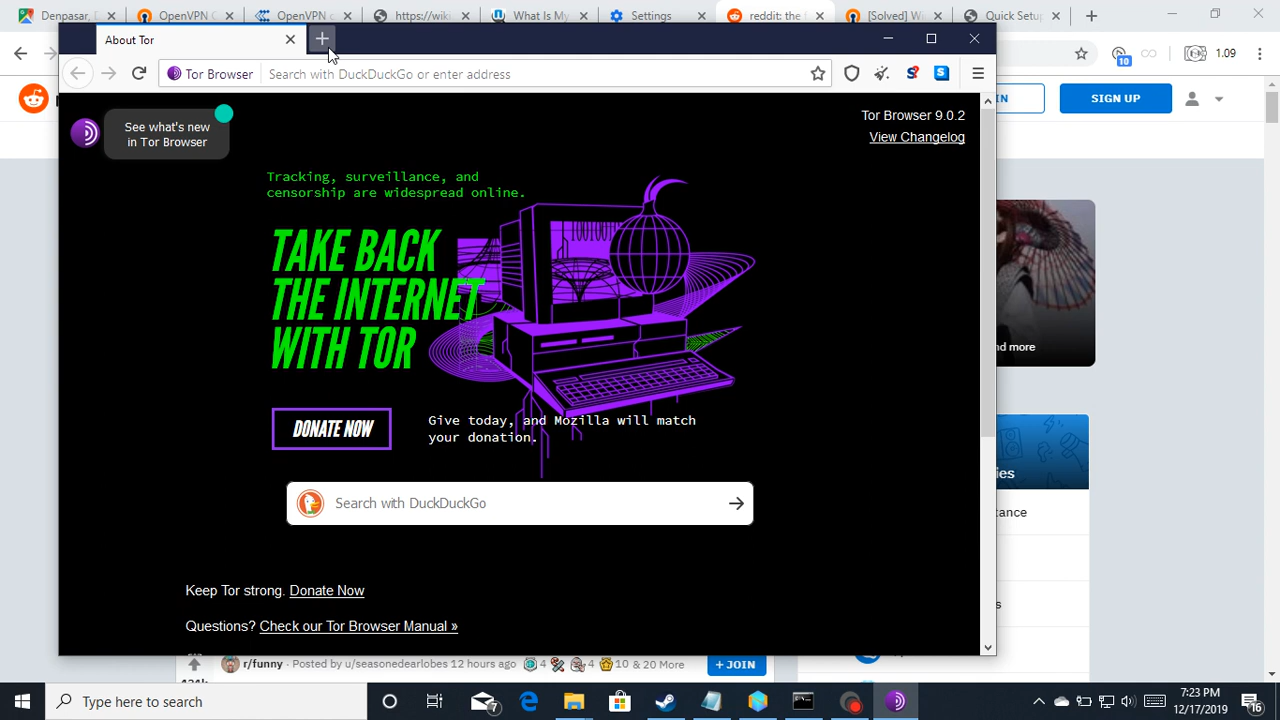 Denpasar, D
OpenVPN C
OpenVPN c
https://wiki
What Is My
Settings
reddit: the f
[Solved] Wi
Quick Setu
About Tor
Tor Browser
Search with DuckDuckGo or enter address
10
1.09
IN
SIGN UP
See what's new
in Tor Browser
Tor Browser 9.0.2
View Changelog
Tracking, surveillance, and
censorship are widespread online.
TAKE BACK
THE INTERNET
WITH TOR
DONATE NOW
Give today, and Mozilla will match
your donation.
Search with DuckDuckGo
Keep Tor strong. Donate Now
Questions? Check our Tor Browser Manual »
nd more
ies
tance
s
r/funny · Posted by u/seasonedearlobes 12 hours ago
4
4
10 & 20 More
+ JOIN
Type here to search
7
7:23 PM
12/17/2019
16